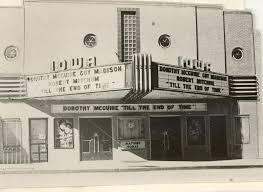 IOWA
DOROTHY McGUIRE GUY MADISON
ROBERT MITCHUM
"TILL THE END OF TIME"
IOWA
DOROTHY McGUIRE GUY MADISON
ROBERT MITCHUM
"TILL THE END OF TIME"
DOROTHY McGUIRE "TILL THE END OF TIME"